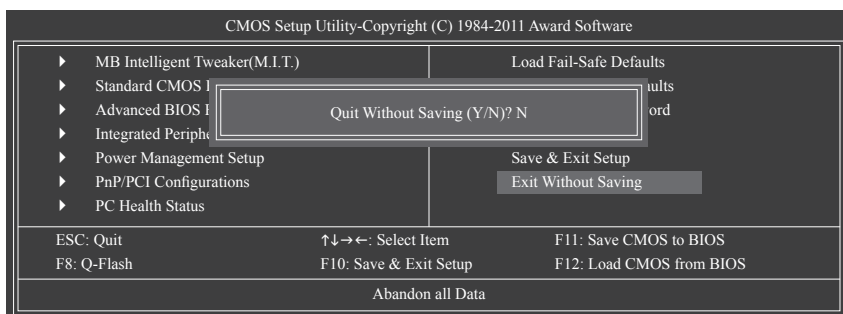 CMOS Setup Utility-Copyright (C) 1984-2011 Award Software
MB Intelligent Tweaker(M.I.T.)
Standard CMOS
Advanced BIOS
Integrated
Power Management Setup
PnP/PCI Configurations
PC Health Status
Load Fail-Safe Defaults
Save & Exit Setup
Exit Without Saving
Quit Without Saving (Y/N)? N
ESC: Quit ↑↓→←: Select Item F11: Save CMOS to BIOS
F8: Q-Flash F10: Save & Exit Setup F12: Load CMOS from BIOS
Abandon all Data